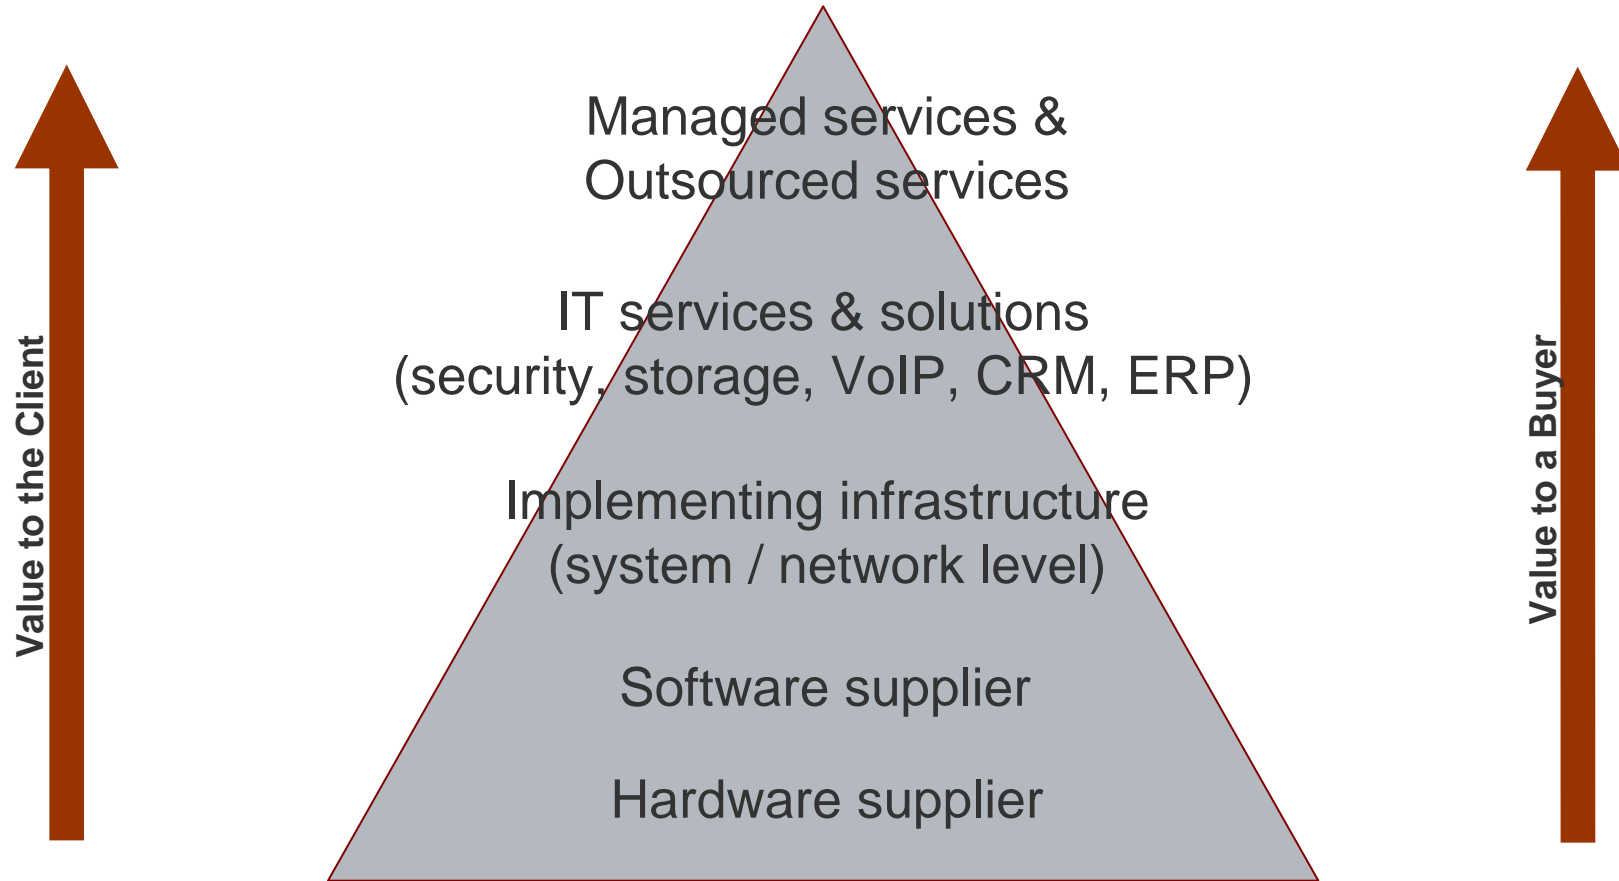 Managed services &
Outsourced services
IT services & solutions
(security, storage, VoIP, CRM, ERP)
Implementing infrastructure
(system / network level)
Software supplier
Hardware supplier
Value to the Client
Value to a Buyer